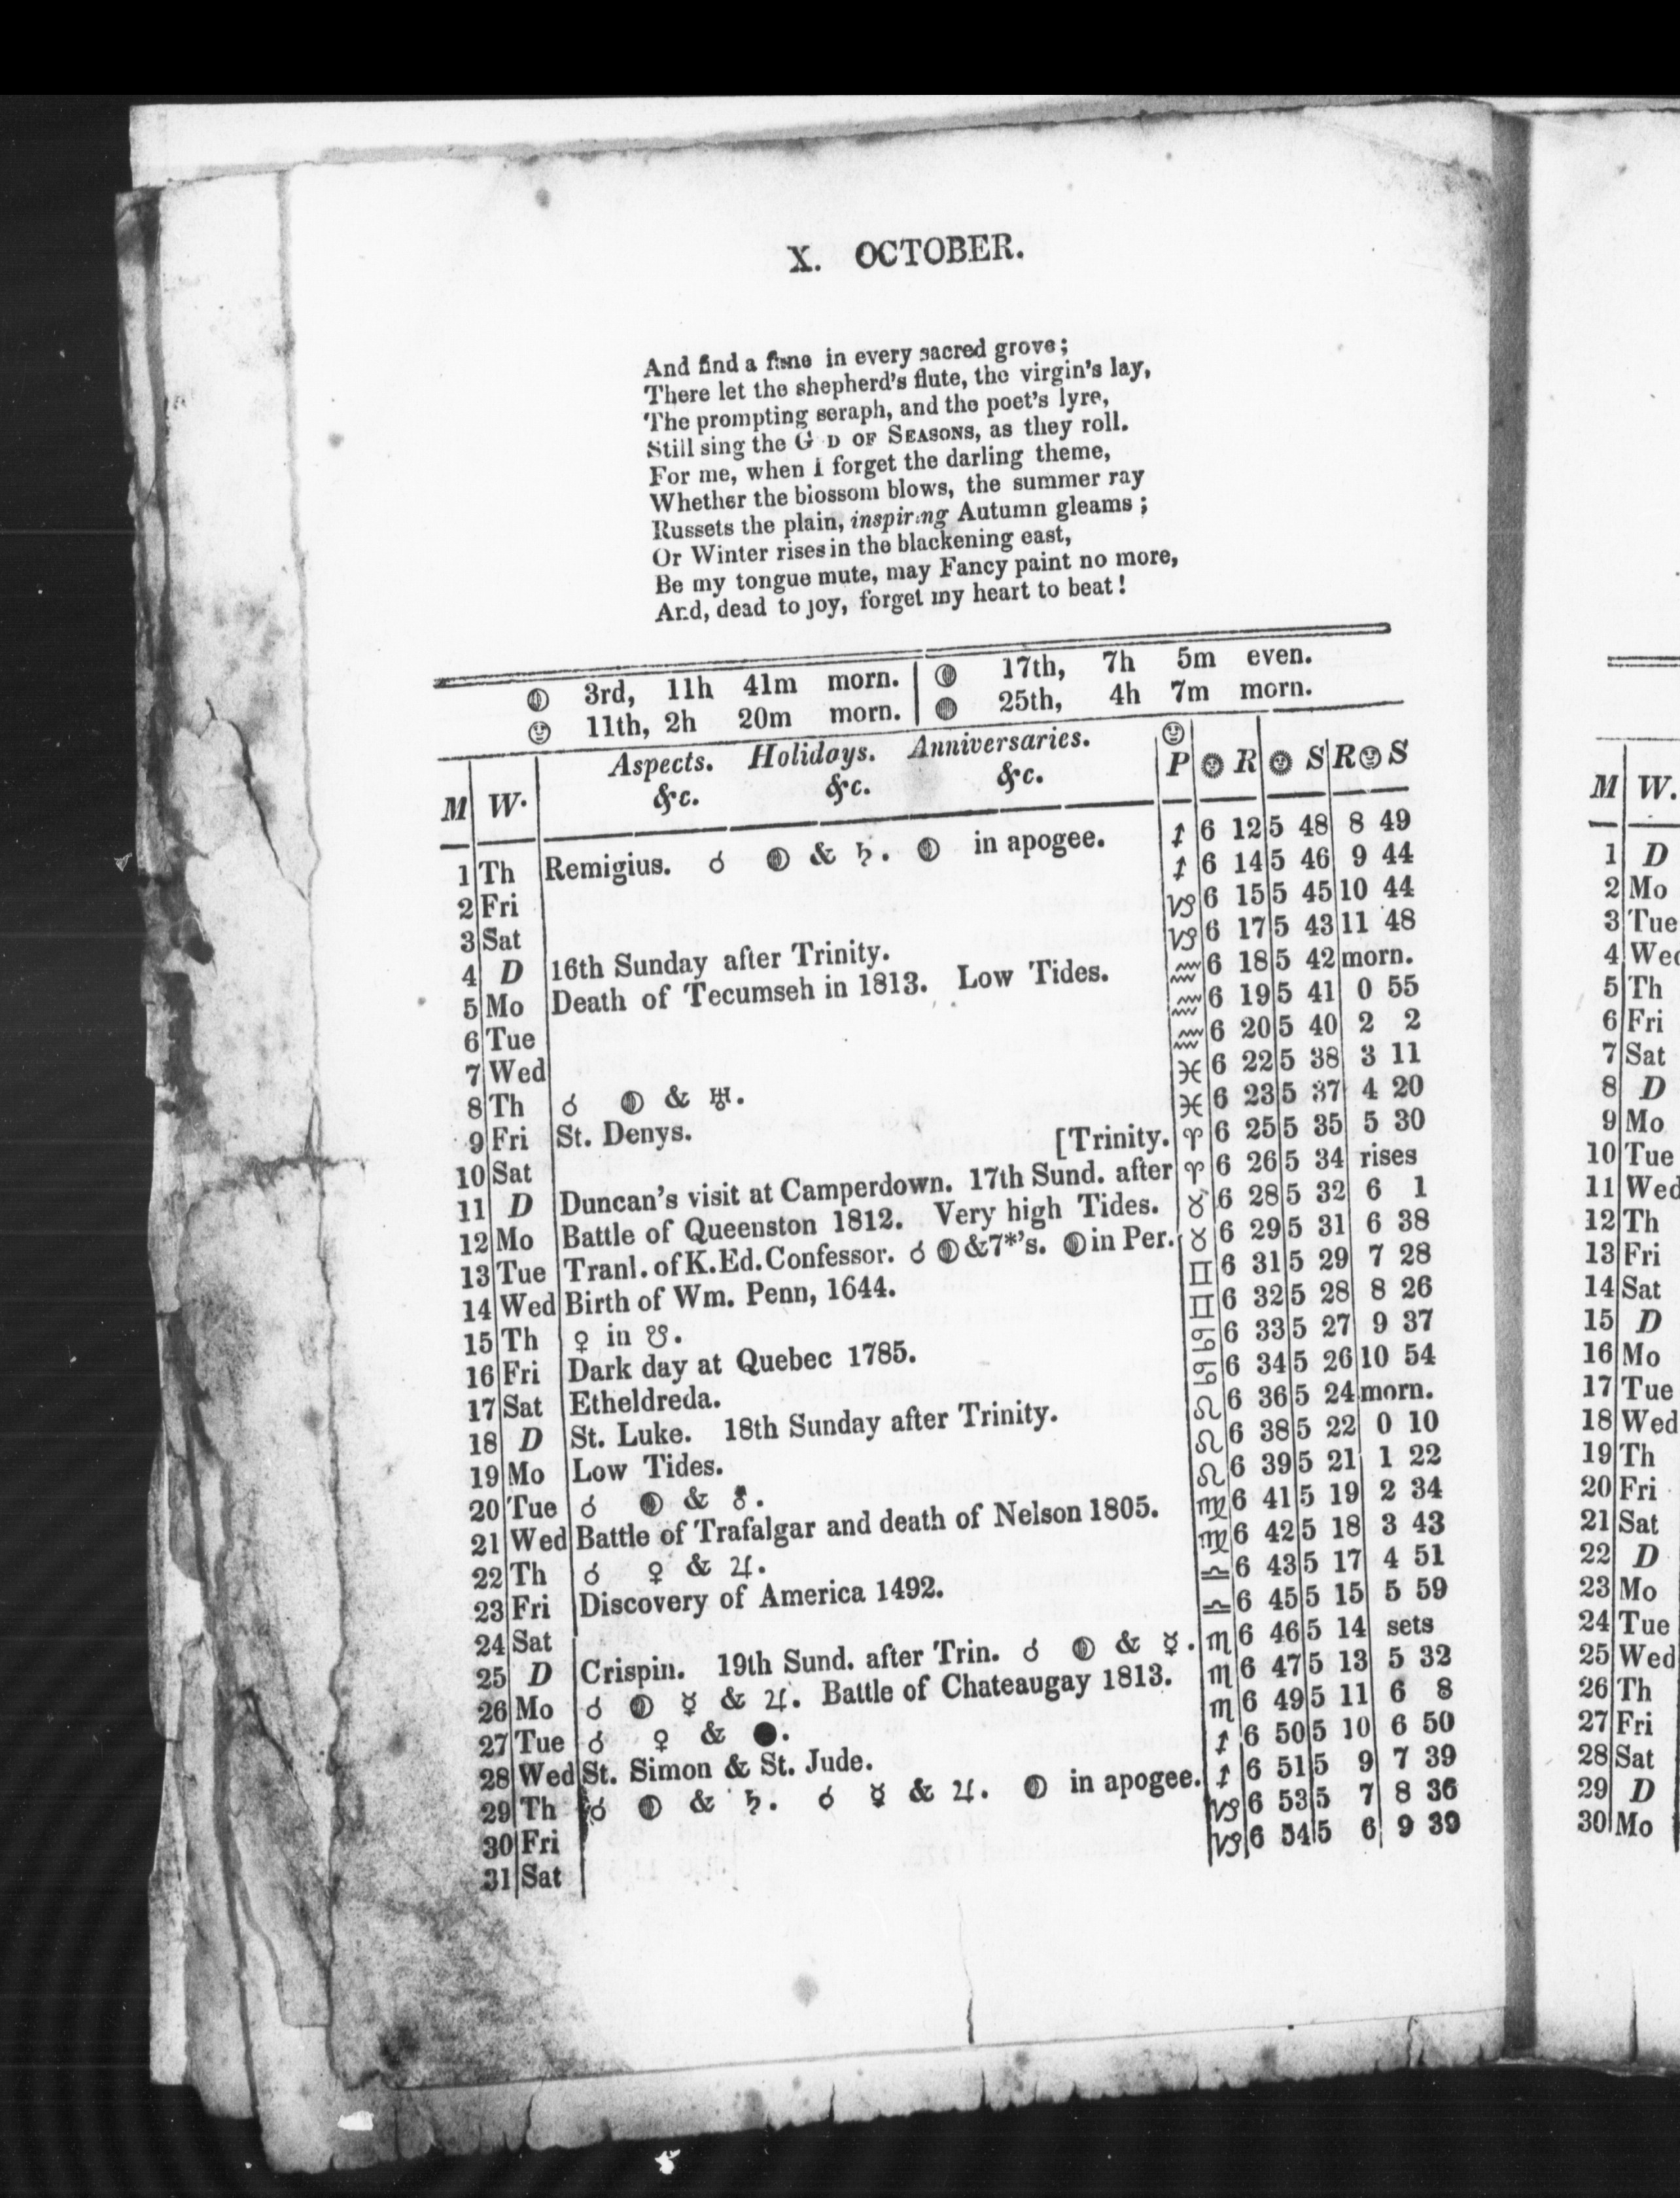 X. OCTOBER.
And find a fane in every sacred grove;
There let the shepherd's flute, the virgin's lay,
The prompting seraph, and the poet's lyre,
Still sing the G D OF SEASONS, as they roll.
For me, when I forget the darling theme,
Whether the blossom blows, the summer ray
Russets the plain, inspiring Autumn gleams;
Or Winter rises in the blackening east,
Be my tongue mute, may Fancy paint no more,
And, dead to joy, forget my heart to beat!
3rd, 11h 41m morn. 17th, 7h 5m even.
11th, 2h 20m morn. 25th, 4h 7m morn.
M W. Aspects. Holidays. Anniversaries. P R S R S
&c. &c. &c.
1 Th Remigius. ☌ & ♄. in apogee. ♐ 6 12 5 48 8 49
2 Fri ♐ 6 14 5 46 9 44
3 Sat ♑ 6 15 5 45 10 44
4 D 16th Sunday after Trinity. ♑ 6 17 5 43 11 48
5 Mo Death of Tecumseh in 1813. Low Tides. ♒ 6 18 5 42 morn.
6 Tue ♒ 6 19 5 41 0 55
7 Wed ♒ 6 20 5 40 2 2
8 Th ☌ & ♅. ♓ 6 22 5 38 3 11
9 Fri St. Denys. ♓ 6 23 5 37 4 20
10 Sat [Trinity. ♈ 6 25 5 35 5 30
11 D Duncan's visit at Camperdown. 17th Sund. after ♈ 6 26 5 34 rises
12 Mo Battle of Queenston 1812. Very high Tides. ♉ 6 28 5 32 6 1
13 Tue Tranl. of K. Ed. Confessor. ☌ & 7*'s. in Per. ♉ 6 29 5 31 6 38
14 Wed Birth of Wm. Penn, 1644. ♊ 6 31 5 29 7 28
15 Th ♀ in ☋. ♊ 6 32 5 28 8 26
16 Fri Dark day at Quebec 1785. ♋ 6 33 5 27 9 37
17 Sat Etheldreda. ♋ 6 34 5 26 10 54
18 D St. Luke. 18th Sunday after Trinity. ♌ 6 36 5 24 morn.
19 Mo Low Tides. ♌ 6 38 5 22 0 10
20 Tue ☌ & ♂. ♌ 6 39 5 21 1 22
21 Wed Battle of Trafalgar and death of Nelson 1805. ♍ 6 41 5 19 2 34
22 Th ☌ ♀ & ♃. ♍ 6 42 5 18 3 43
23 Fri Discovery of America 1492. ♎ 6 43 5 17 4 51
24 Sat ♎ 6 45 5 15 5 59
25 D Crispin. 19th Sund. after Trin. ☌ & ☿. ♏ 6 46 5 14 sets
26 Mo ☌ ☿ & ♃. Battle of Chateaugay 1813. ♏ 6 47 5 13 5 32
27 Tue ☌ ♀ & ●. ♏ 6 49 5 11 6 8
28 Wed St. Simon & St. Jude. ♐ 6 50 5 10 6 50
29 Th ☌ & ♄. ☌ ☿ & ♃. in apogee. ♐ 6 51 5 9 7 39
30 Fri ♑ 6 53 5 7 8 36
31 Sat ♑ 6 54 5 6 9 39
M W.
1 D
2 Mo
3 Tue
4 Wed
5 Th
6 Fri
7 Sat
8 D
9 Mo
10 Tue
11 Wed
12 Th
13 Fri
14 Sat
15 D
16 Mo
17 Tue
18 Wed
19 Th
20 Fri
21 Sat
22 D
23 Mo
24 Tue
25 Wed
26 Th
27 Fri
28 Sat
29 D
30 Mo